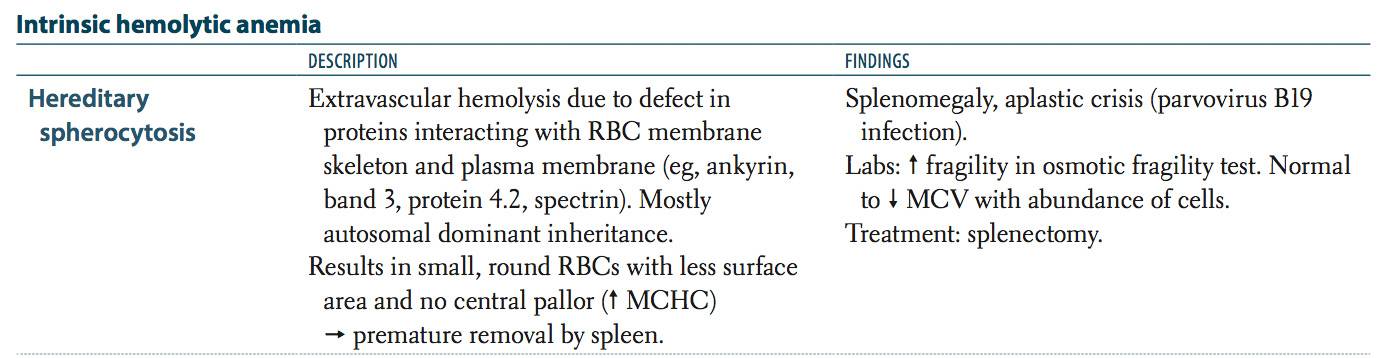 Intrinsic hemolytic anemia
DESCRIPTION
FINDINGS
Hereditary
spherocytosis
Extravascular hemolysis due to defect in
proteins interacting with RBC membrane
skeleton and plasma membrane (eg, ankyrin,
band 3, protein 4.2, spectrin). Mostly
autosomal dominant inheritance.
Results in small, round RBCs with less surface
area and no central pallor (↑ MCHC)
→ premature removal by spleen.
Splenomegaly, aplastic crisis (parvovirus B19
infection).
Labs: ↑ fragility in osmotic fragility test. Normal
to ↓ MCV with abundance of cells.
Treatment: splenectomy.